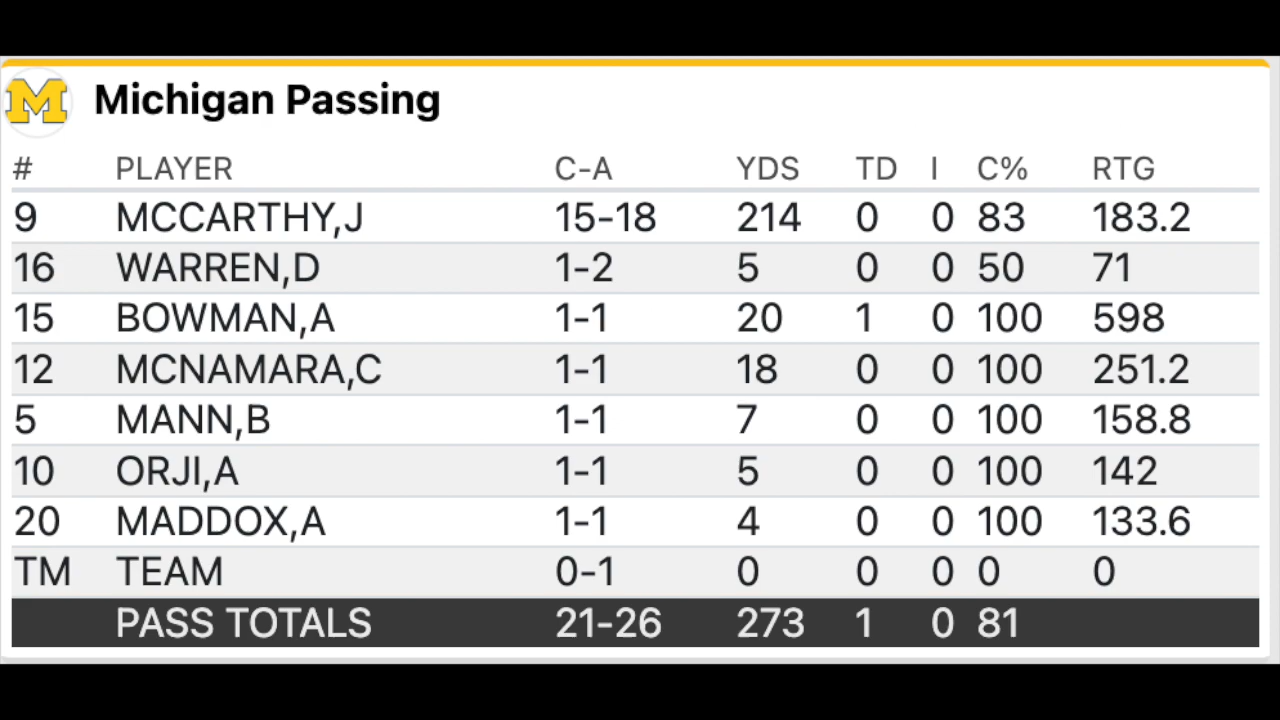 M Michigan Passing
# PLAYER C-A YDS TD I C% RTG
9 MCCARTHY,J 15-18 214 0 0 83 183.2
16 WARREN,D 1-2 5 0 0 50 71
15 BOWMAN,A 1-1 20 1 0 100 598
12 MCNAMARA,C 1-1 18 0 0 100 251.2
5 MANN,B 1-1 7 0 0 100 158.8
10 ORJI,A 1-1 5 0 0 100 142
20 MADDOX,A 1-1 4 0 0 100 133.6
TM TEAM 0-1 0 0 0 0 0
PASS TOTALS 21-26 273 1 0 81